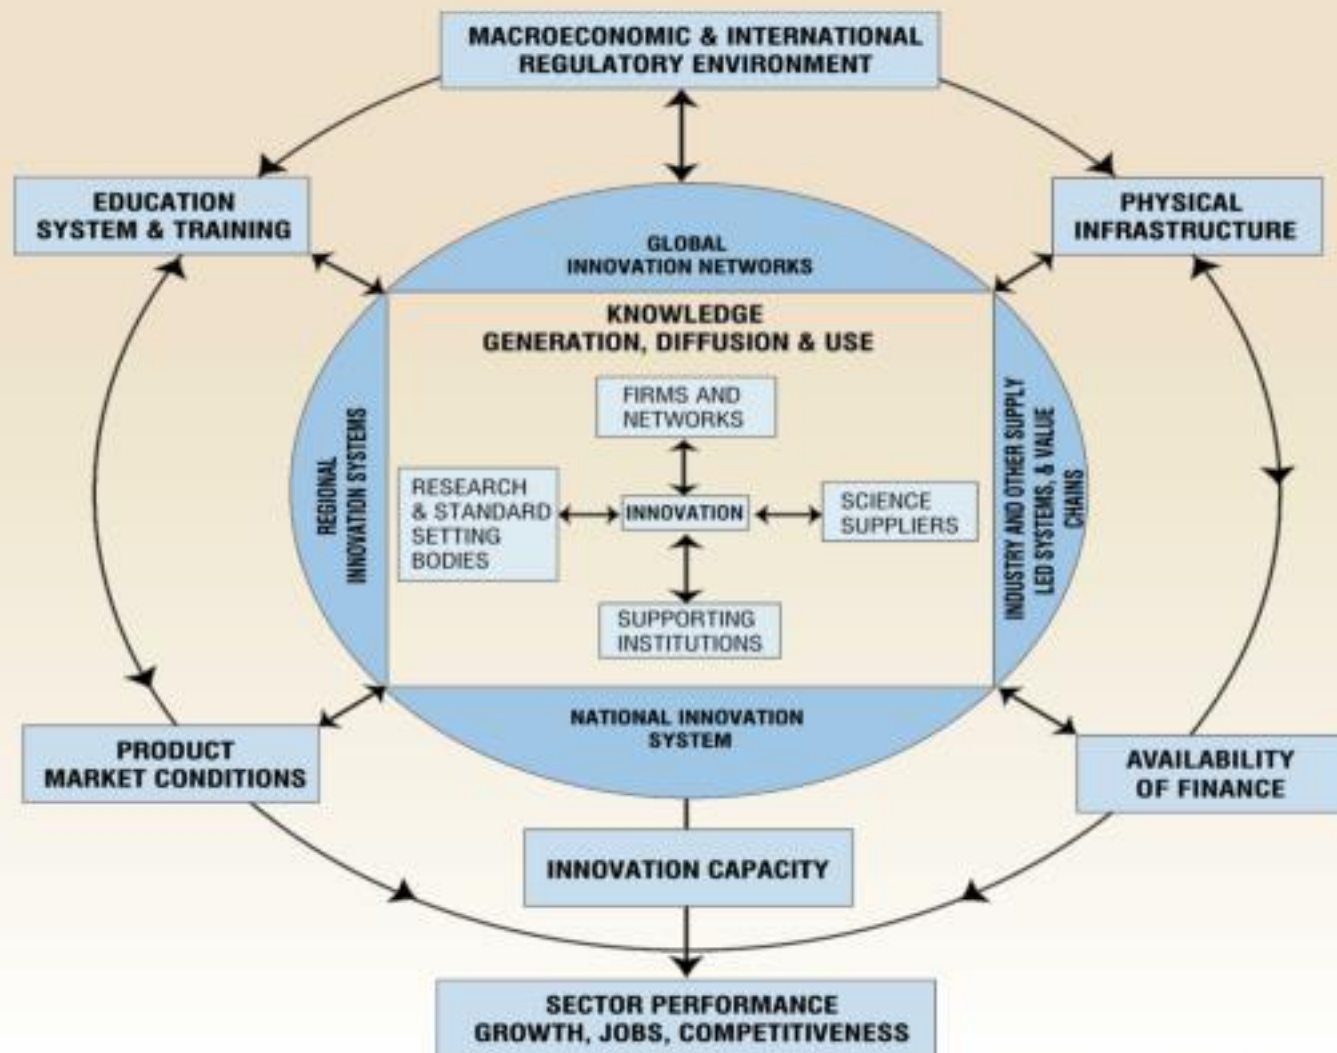 MACROECONOMIC & INTERNATIONAL
REGULATORY ENVIRONMENT
EDUCATION
SYSTEM & TRAINING
PHYSICAL
INFRASTRUCTURE
GLOBAL
INNOVATION NETWORKS
KNOWLEDGE
GENERATION, DIFFUSION & USE
FIRMS AND
NETWORKS
REGIONAL
INNOVATION SYSTEMS
RESEARCH
& STANDARD
SETTING
BODIES
INNOVATION
SCIENCE
SUPPLIERS
INDUSTRY AND OTHER SUPPLY
LED SYSTEMS, & VALUE
CHAINS
SUPPORTING
INSTITUTIONS
NATIONAL INNOVATION
SYSTEM
PRODUCT
MARKET CONDITIONS
AVAILABILITY
OF FINANCE
INNOVATION CAPACITY
SECTOR PERFORMANCE
GROWTH, JOBS, COMPETITIVENESS